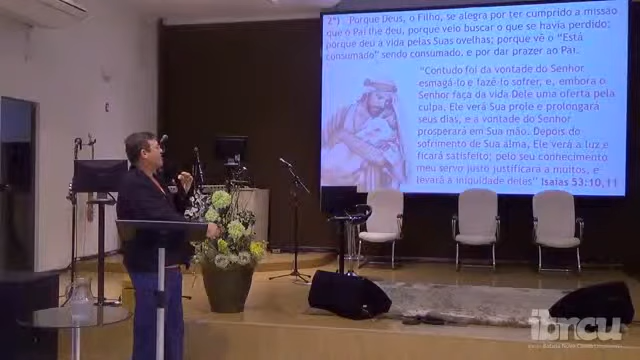 2ª) Porque Deus, o Filho, se alegra por ter cumprido a missão
que o Pai lhe deu, porque veio buscar o que se havia perdido;
porque deu a vida pelas Suas ovelhas; porque vê o "Está
consumado" sendo consumado, e por dar prazer ao Pai.
"Contudo foi da vontade do Senhor
esmagá-lo e fazê-lo sofrer, e, embora o
Senhor faça da vida Dele uma oferta pela
culpa, Ele verá Sua prole e prolongará
seus dias, e a vontade do Senhor
prosperará em Sua mão. Depois do
sofrimento de Sua alma, Ele verá a luz e
ficará satisfeito; pelo seu conhecimento
meu servo justo justificará a muitos, e
levará a iniquidade deles" Isaías 53:10,11
ibncu